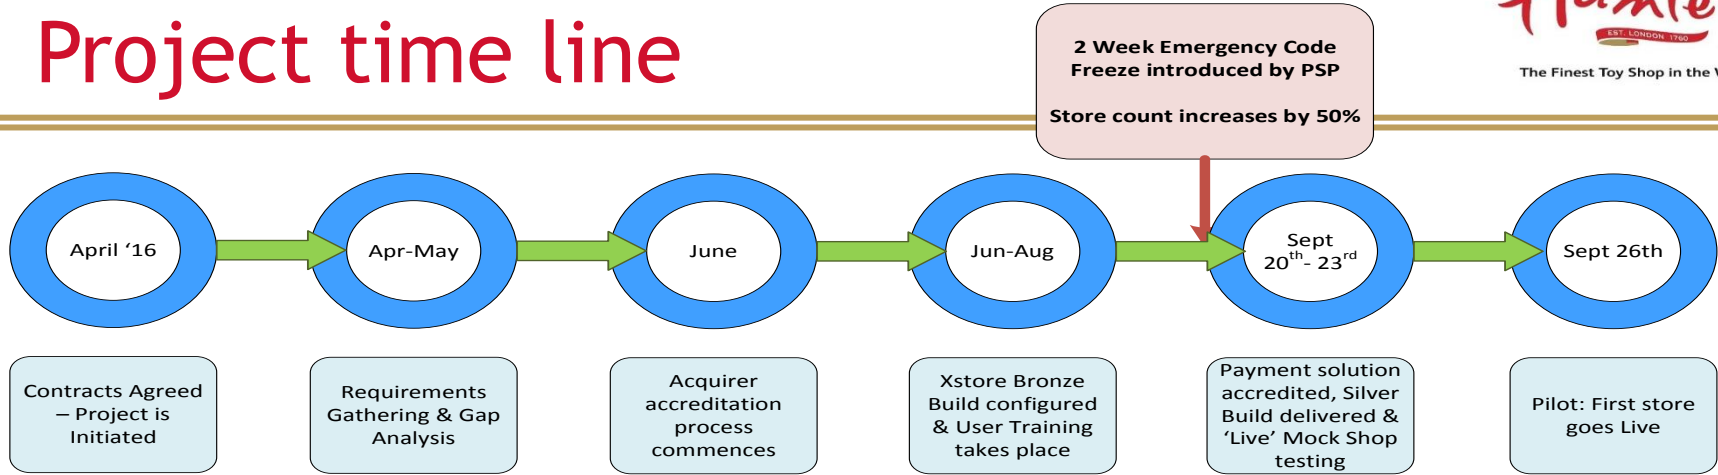 Project time line
2 Week Emergency Code
Freeze introduced by PSP
Store count increases by 50%
EST. LONDON 1760
The Finest Toy Shop in the
April ‘16
Apr-May
June
Jun-Aug
Sept
20th- 23rd
Sept 26th
Contracts Agreed
– Project is
Initiated
Requirements
Gathering & Gap
Analysis
Acquirer
accreditation
process
commences
Xstore Bronze
Build configured
& User Training
takes place
Payment solution
accredited, Silver
Build delivered &
‘Live’ Mock Shop
testing
Pilot: First store
goes Live